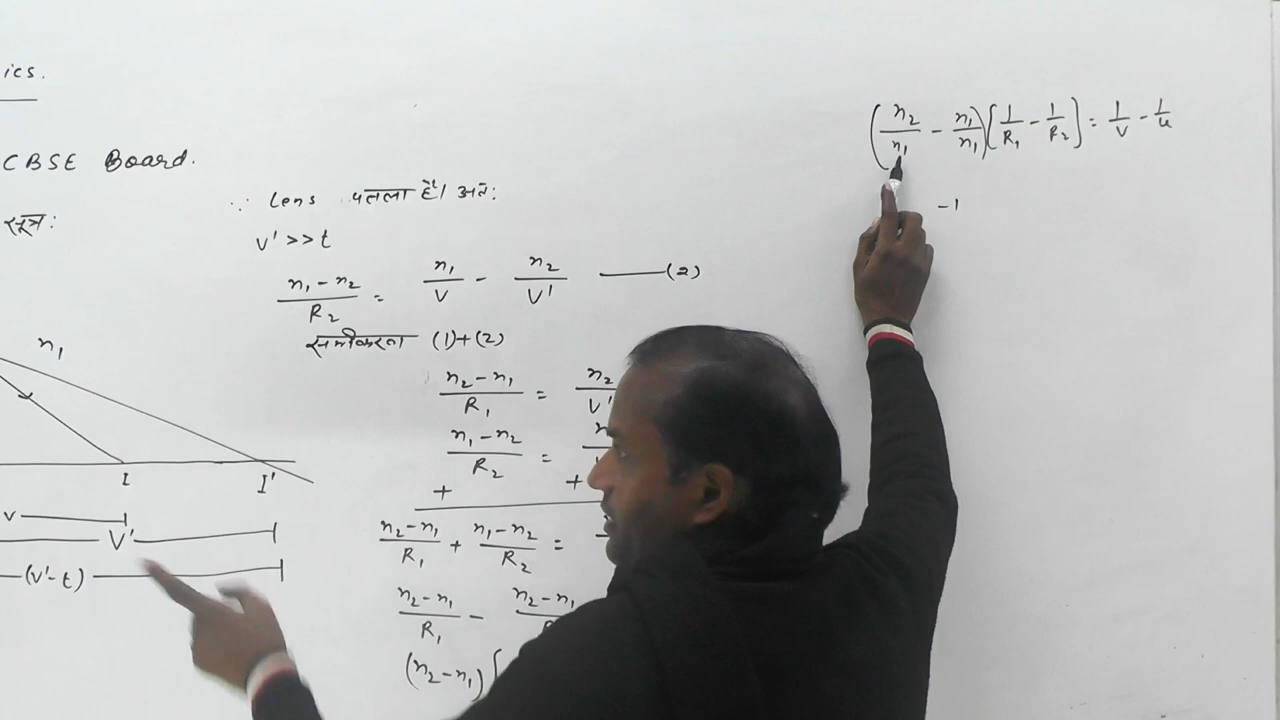 ics.
CBSE Board.
सूत्र:
n₁
I I'
v
V'
(v'-t)
∵ lens पतला है। अतः
v' >> t
(n₁ - n₂)/R₂ = n₁/V - n₂/V' ——(2)
समीकरण (1)+(2)
(n₂ - n₁)/R₁ = n₂/V'
(n₁ - n₂)/R₂ =
+ +
(n₂ - n₁)/R₁ + (n₁ - n₂)/R₂ =
(n₂ - n₁)/R₁ - (n₂ - n₁)
(n₂ - n₁)[
(n₂/n₁ - n₁/n₁)[1/R₁ - 1/R₂] = 1/V - 1/u
-1